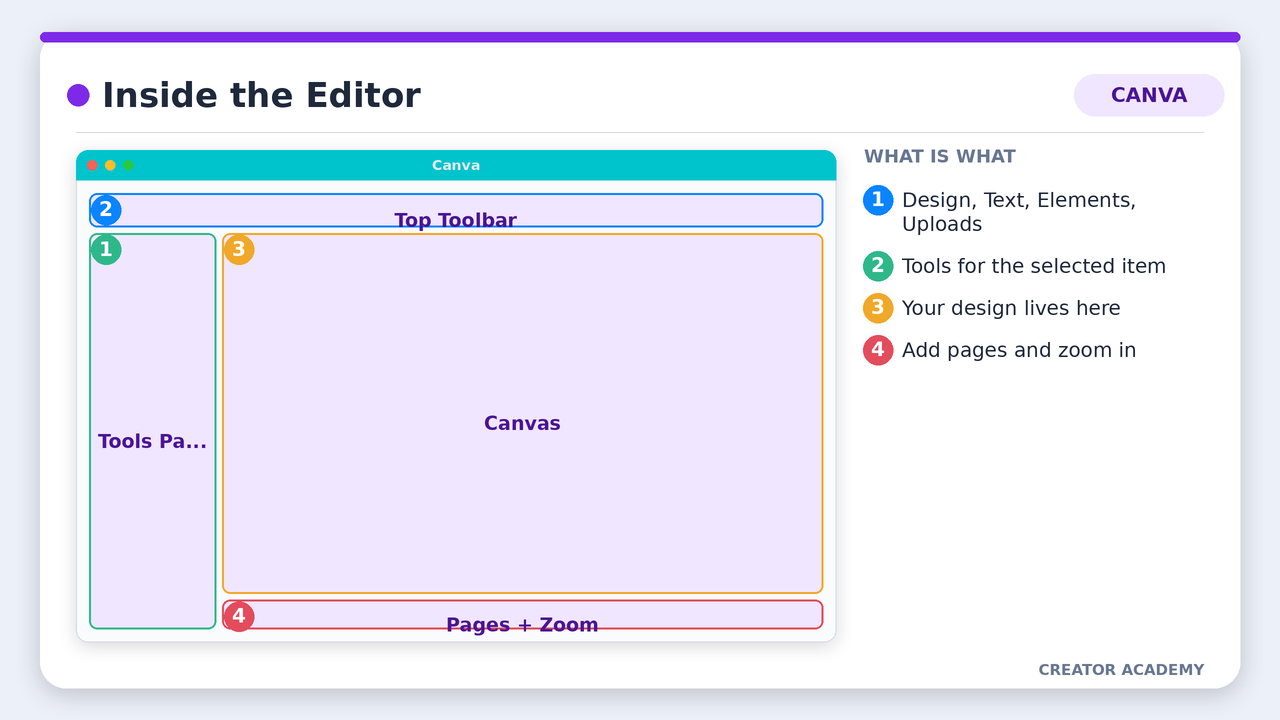 Inside the Editor
CANVA
Canva
2
Top Toolbar
1
Tools Pa...
3
Canvas
4
Pages + Zoom
WHAT IS WHAT
1 Design, Text, Elements,
Uploads
2 Tools for the selected item
3 Your design lives here
4 Add pages and zoom in
CREATOR ACADEMY